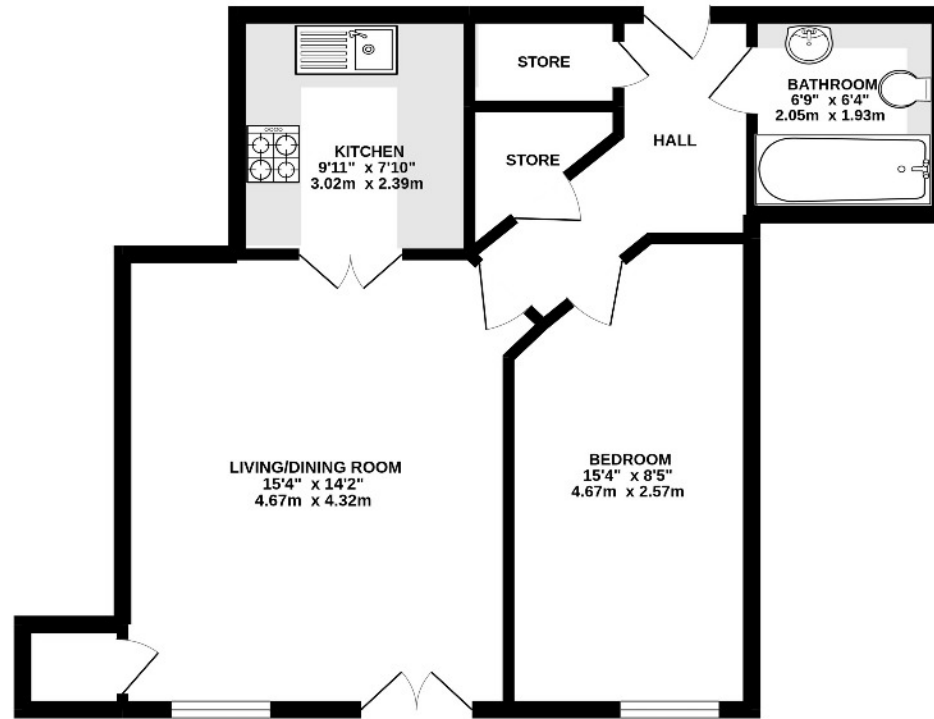 STORE
BATHROOM
6'9" x 6'4"
2.05m x 1.93m
KITCHEN
9'11" x 7'10"
3.02m x 2.39m
STORE
HALL
LIVING/DINING ROOM
15'4" x 14'2"
4.67m x 4.32m
BEDROOM
15'4" x 8'5"
4.67m x 2.57m